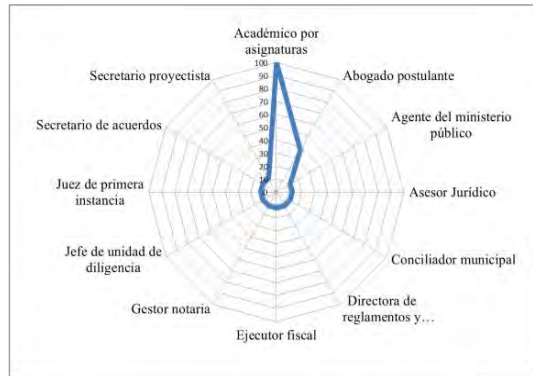 Académico por
asignaturas
100
90
80
70
60
50
40
30
20
10
0
Abogado postulante
Agente del ministerio
público
Asesor Jurídico
Conciliador municipal
Directora de
reglamentos y…
Ejecutor fiscal
Gestor notaria
Jefe de unidad de
diligencia
Juez de primera
instancia
Secretario de acuerdos
Secretario proyectista